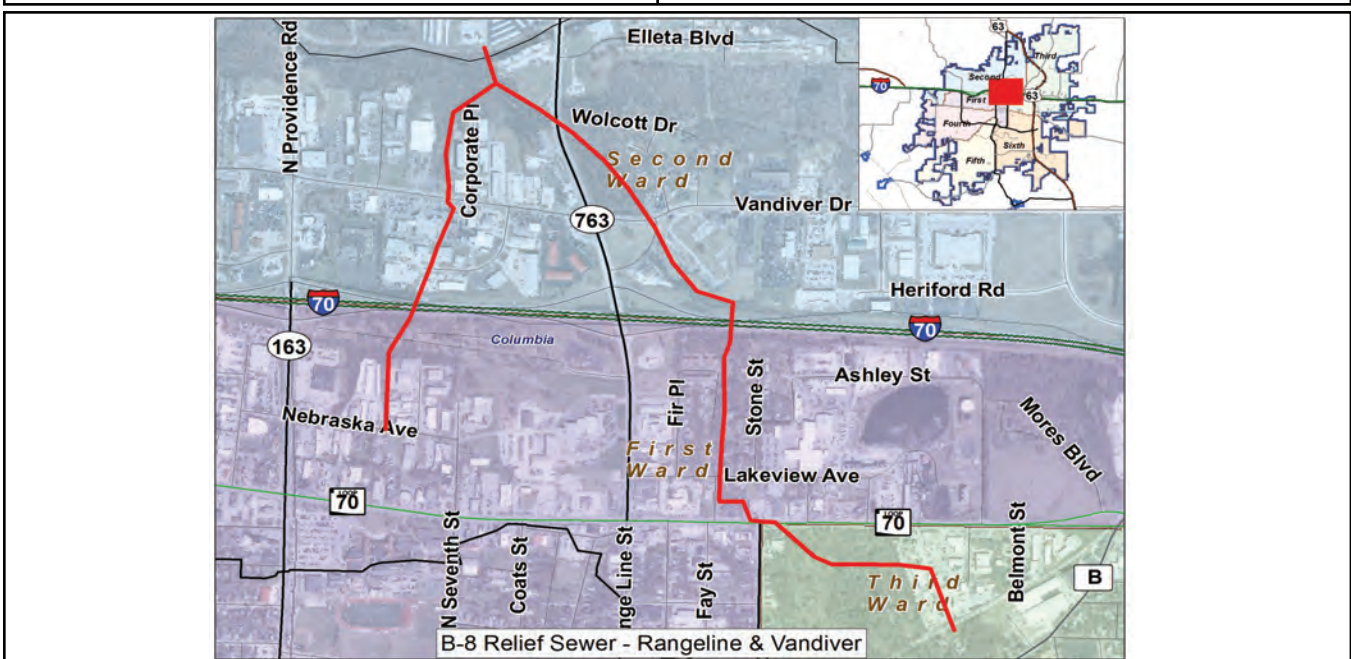 N Providence Rd
Elleta Blvd
63
Third
Second
70
First
63
Fourth
Sixth
Fifth
Corporate Pl
Wolcott Dr
Second
Ward
Vandiver Dr
763
Heriford Rd
70
Columbia
70
163
Ashley St
Fir Pl
Stone St
Mores Blvd
Nebraska Ave
First
Ward
Lakeview Ave
LOOP
70
70
N Seventh St
Coats St
nge Line St
Fay St
Third
Ward
Belmont St
B
B-8 Relief Sewer - Rangeline & Vandiver